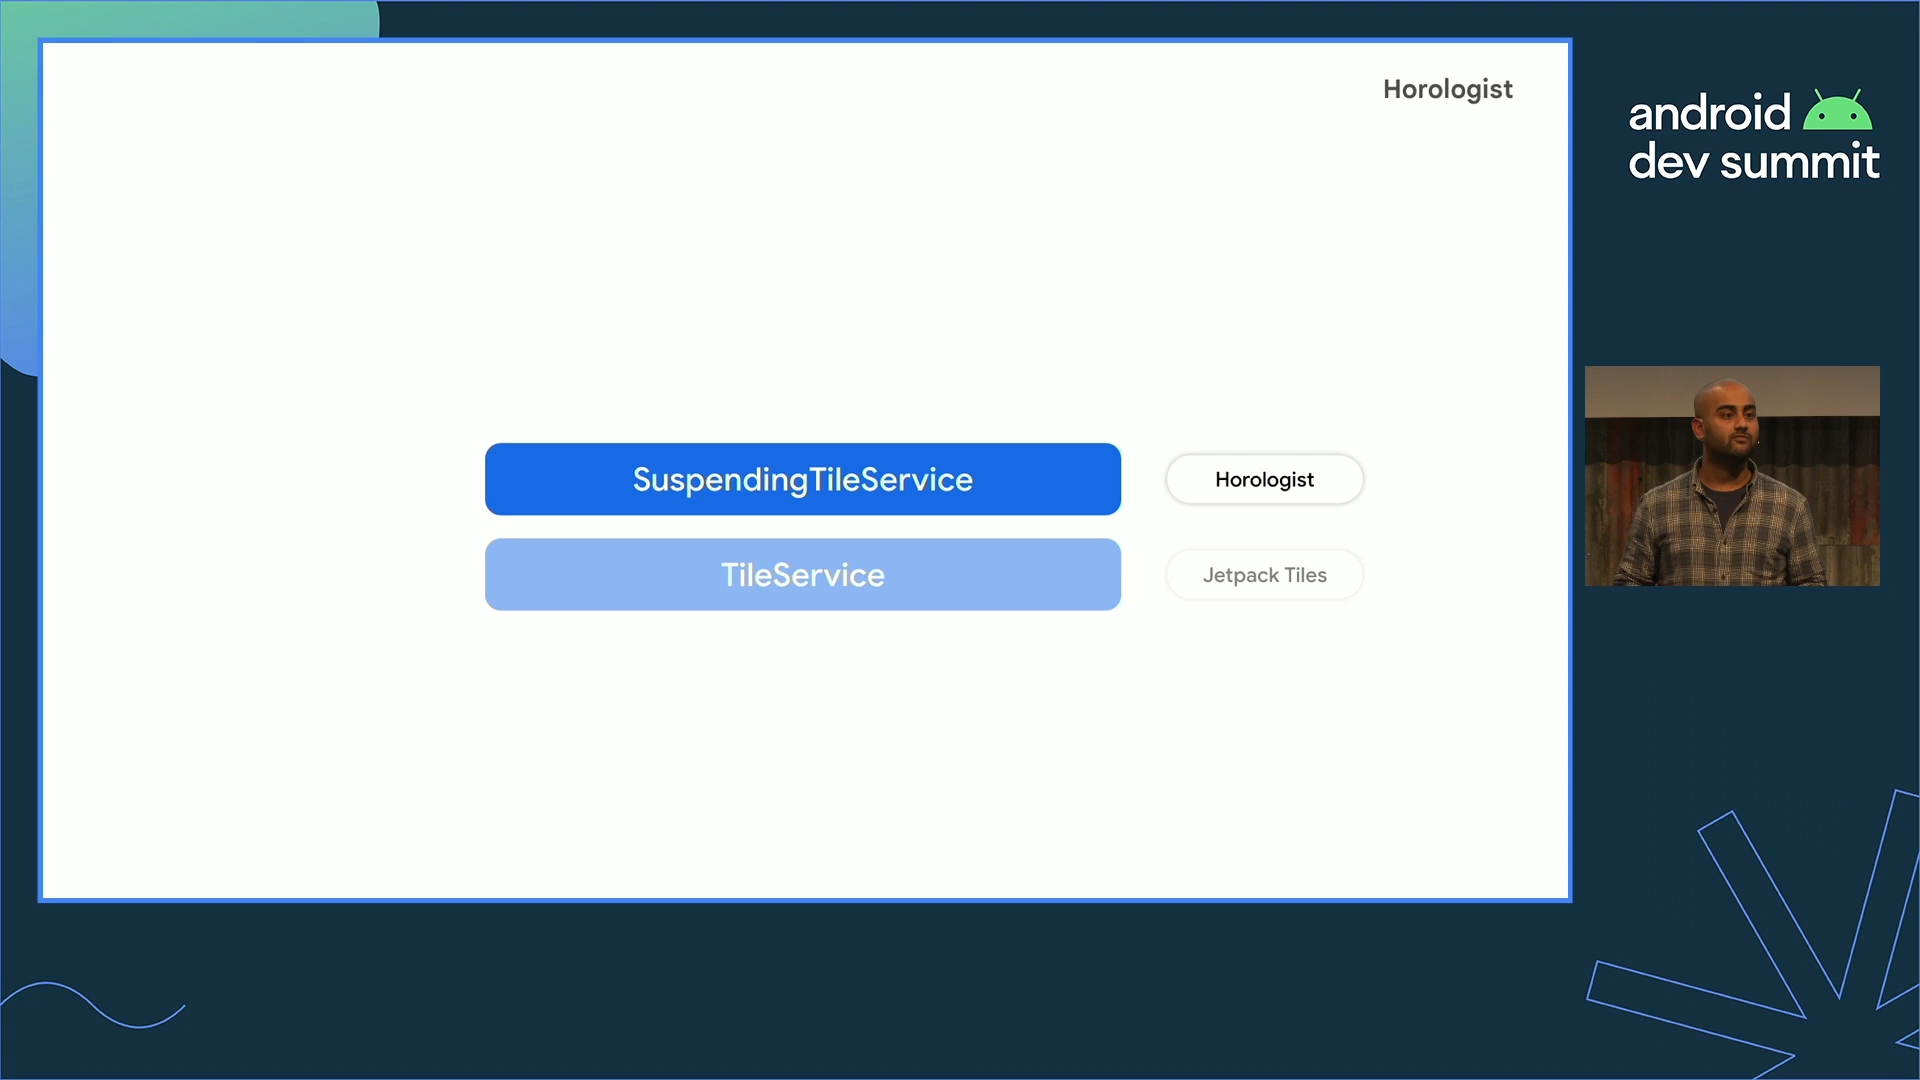 Horologist
android
dev summit
SuspendingTileService
Horologist
TileService
Jetpack Tiles